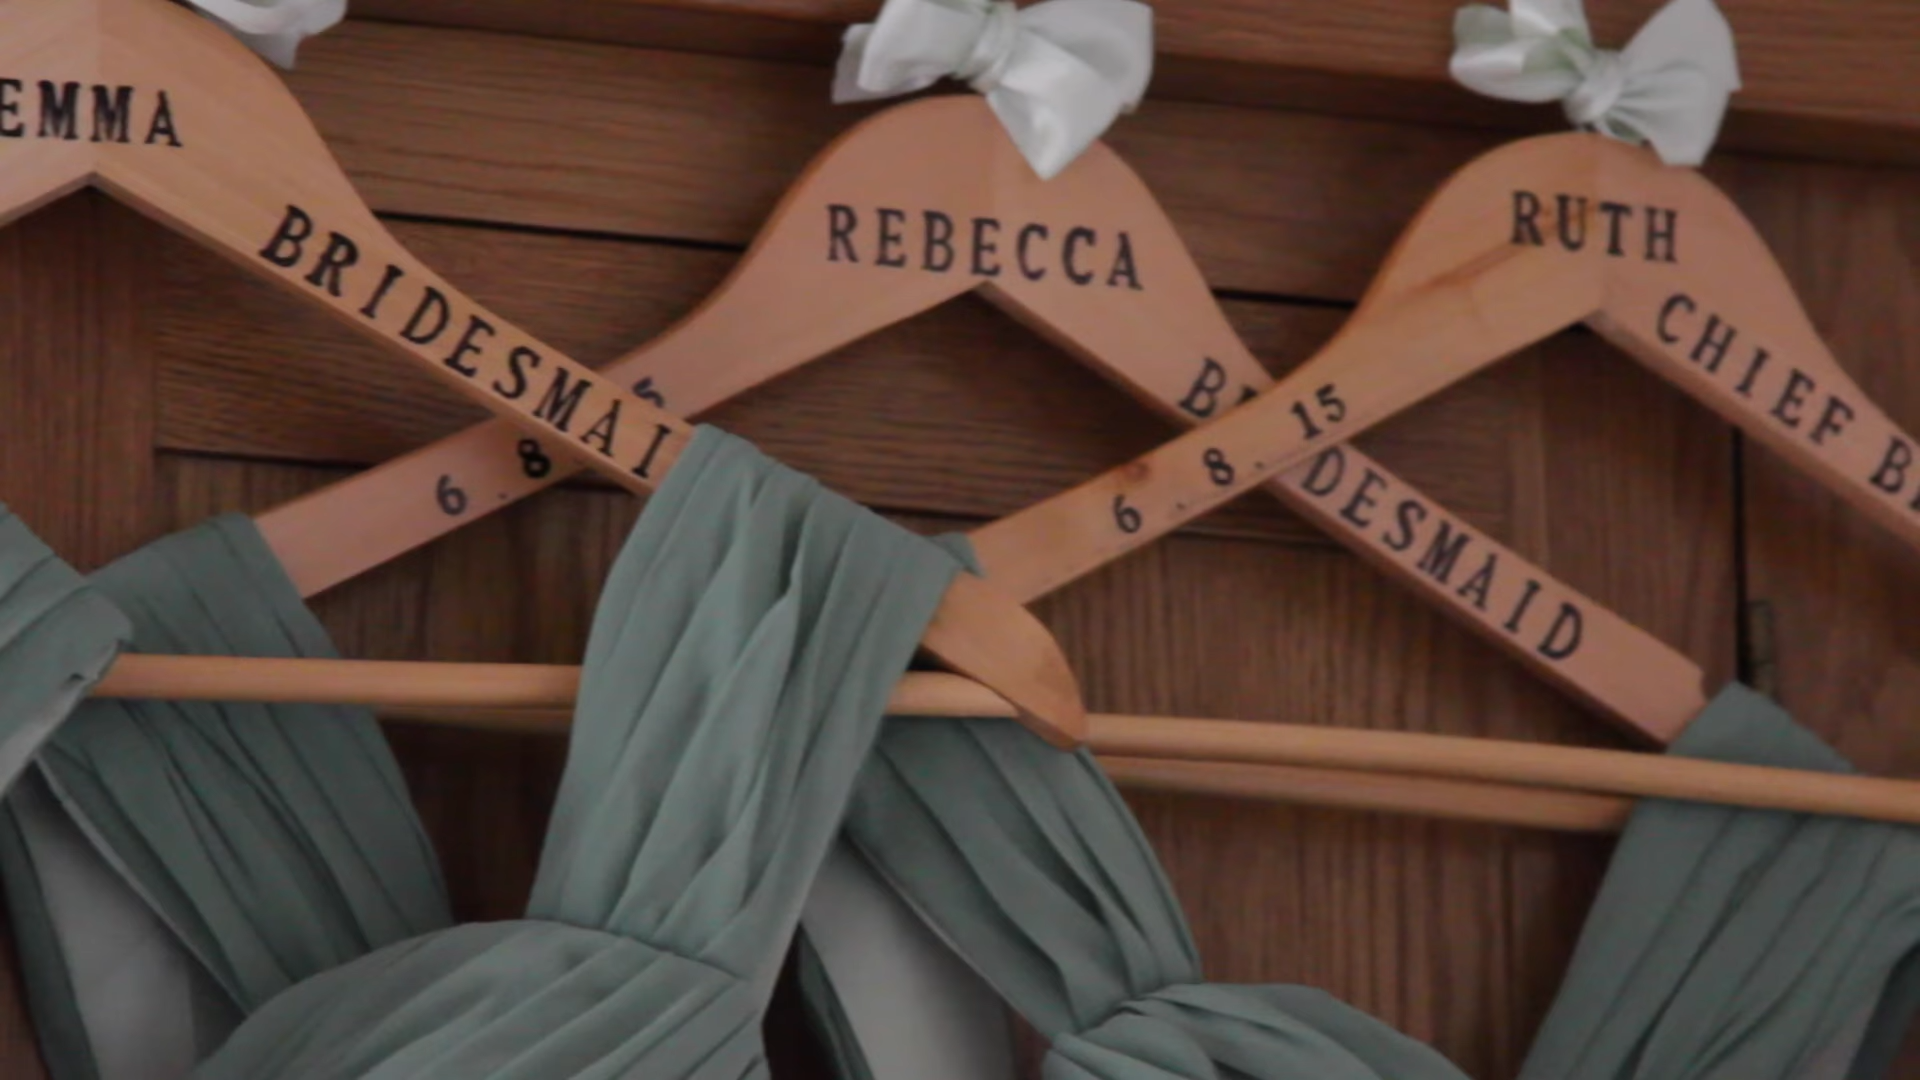 EMMA
BRIDESMAI
REBECCA
6.8
DESMAID
RUTH
6.8.15
CHIEF